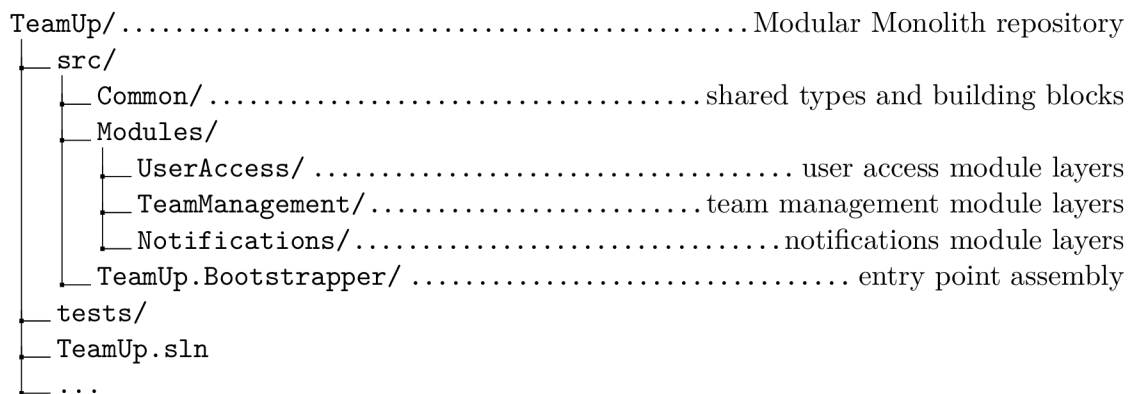 TeamUp/ ................................................ Modular Monolith repository
src/
Common/ ...................................... shared types and building blocks
Modules/
UserAccess/ .................................... user access module layers
TeamManagement/ ......................... team management module layers
Notifications/ ................................ notifications module layers
TeamUp.Bootstrapper/ ................................. entry point assembly
tests/
TeamUp.sln
...